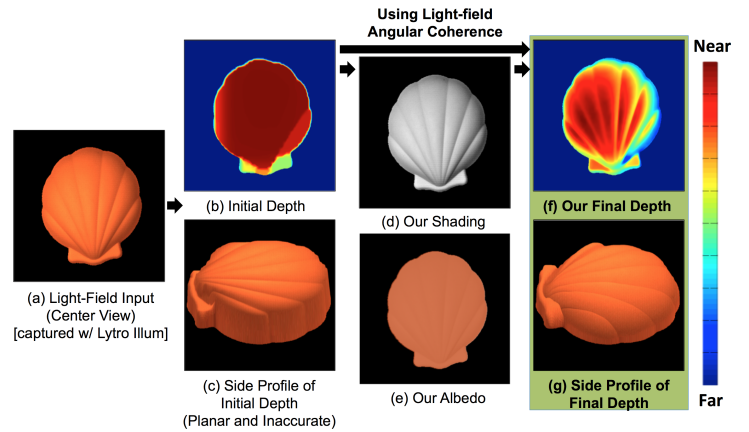 Using Light-field
Angular Coherence
Near
(b) Initial Depth
(d) Our Shading
(f) Our Final Depth
(a) Light-Field Input
(Center View)
[captured w/ Lytro Illum]
(c) Side Profile of
Initial Depth
(Planar and Inaccurate)
(e) Our Albedo
(g) Side Profile of
Final Depth
Far